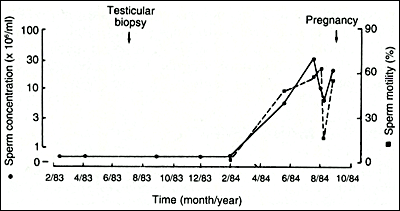 Testicular
biopsy
Pregnancy
● Sperm concentration (x 10⁶/ml)
100
30
10
3
1
0
■ Sperm motility (%)
90
60
30
0
2/83 4/83 6/83 8/83 10/83 12/83 2/84 4/84 6/84 8/84 10/84
Time (month/year)